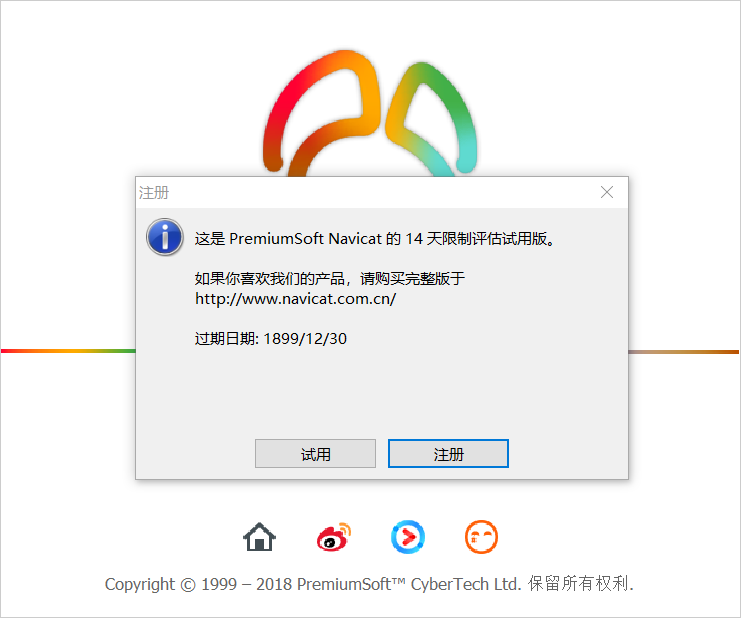 注册
这是 PremiumSoft Navicat 的 14 天限制评估试用版。
如果你喜欢我们的产品，请购买完整版于
http://www.navicat.com.cn/
过期日期: 1899/12/30
试用
注册
Copyright © 1999 – 2018 PremiumSoft™ CyberTech Ltd. 保留所有权利.